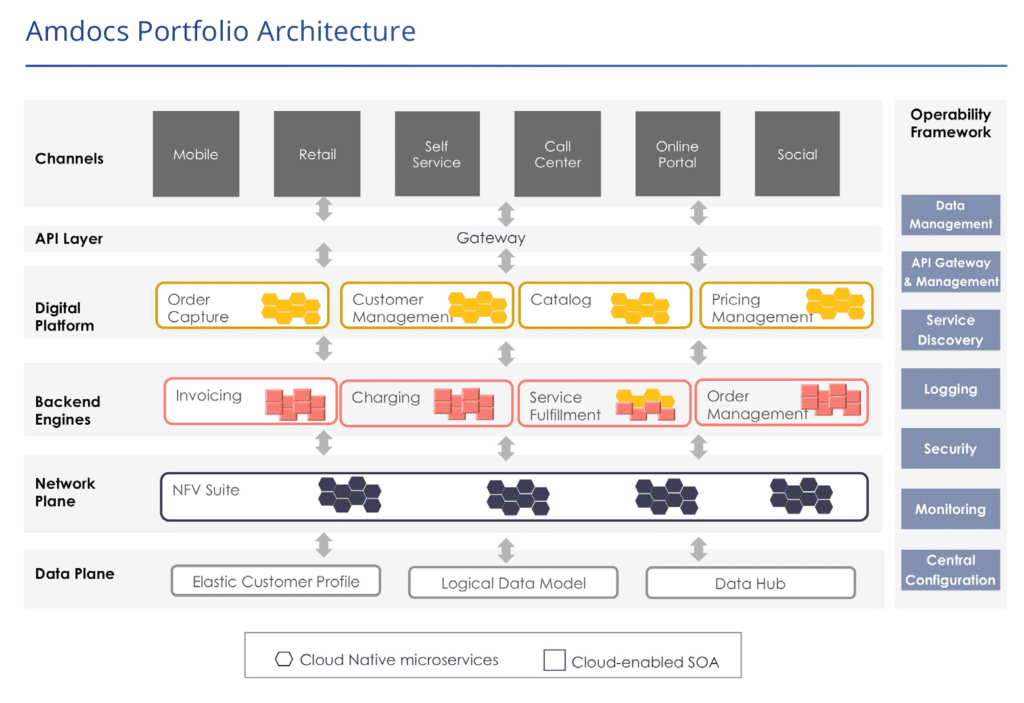 Amdocs Portfolio Architecture
Channels
Mobile
Retail
Self
Service
Call
Center
Online
Portal
Social
API Layer
Gateway
Digital
Platform
Order
Capture
Customer
Management
Catalog
Pricing
Management
Backend
Engines
Invoicing
Charging
Service
Fulfillment
Order
Management
Network
Plane
NFV Suite
Data Plane
Elastic Customer Profile
Logical Data Model
Data Hub
Operability
Framework
Data
Management
API Gateway
& Management
Service
Discovery
Logging
Security
Monitoring
Central
Configuration
Cloud Native microservices
Cloud-enabled SOA